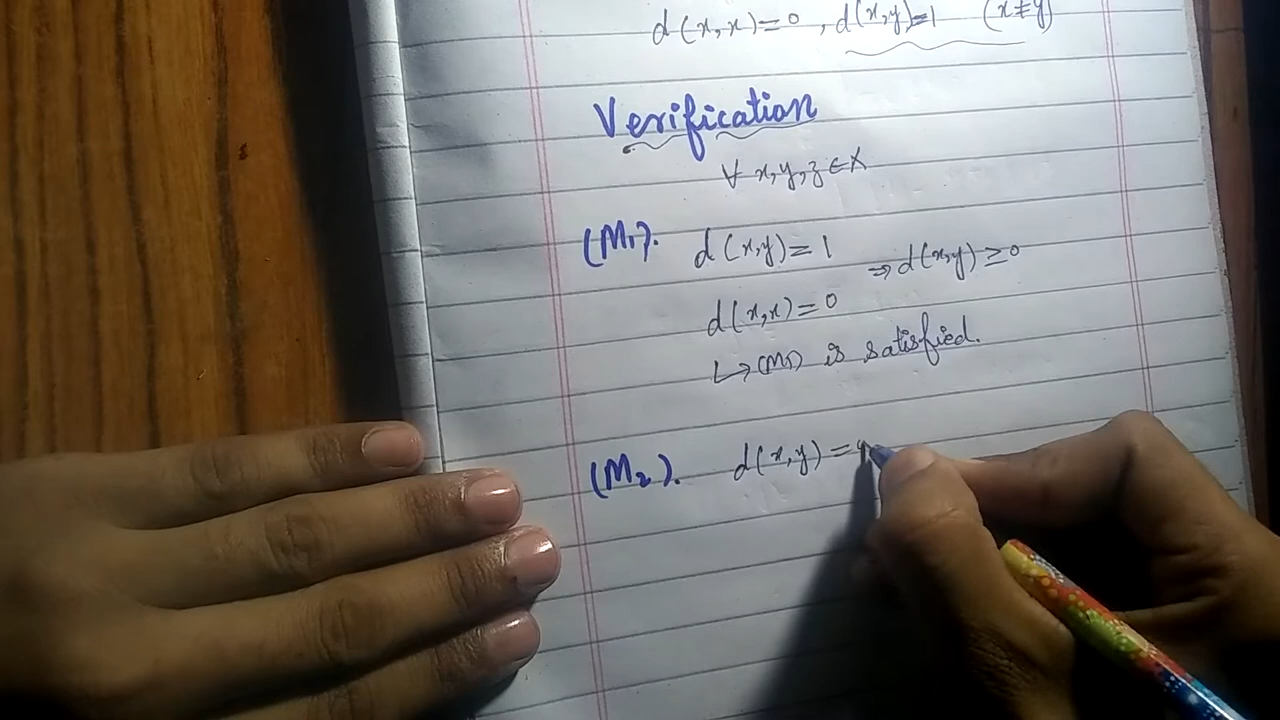 d(x,x)=0 , d(x,y)=1 (x≠y)
Verification
∀ x,y,z∈X
(M₁). d(x,y)=1 ⇒d(x,y)≥0
d(x,x)=0
↳(M₁) is satisfied.
(M₂). d(x,y)=